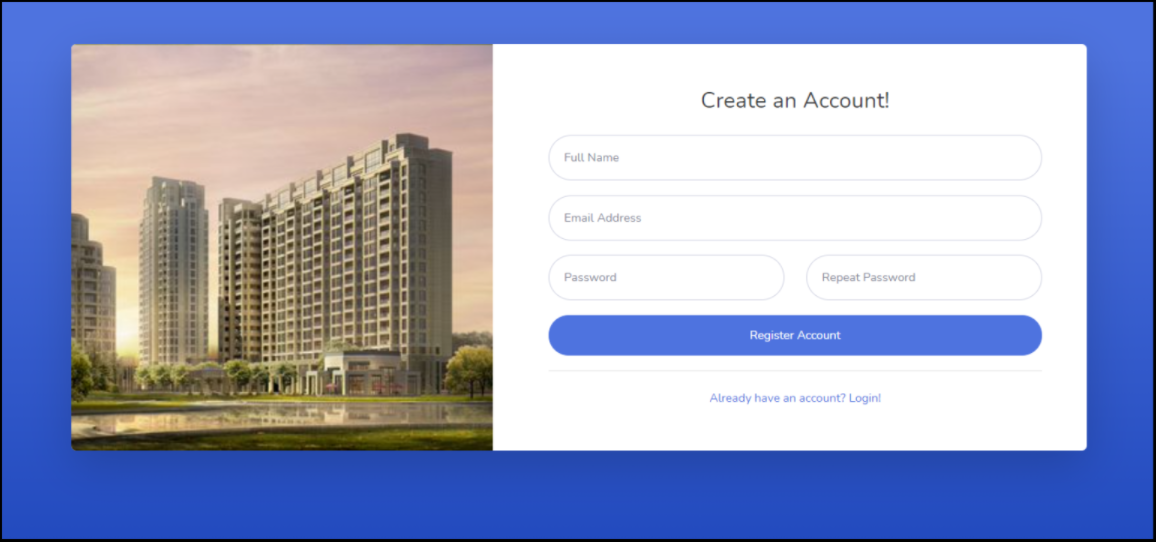 Create an Account!
Full Name
Email Address
Password
Repeat Password
Register Account
Already have an account? Login!